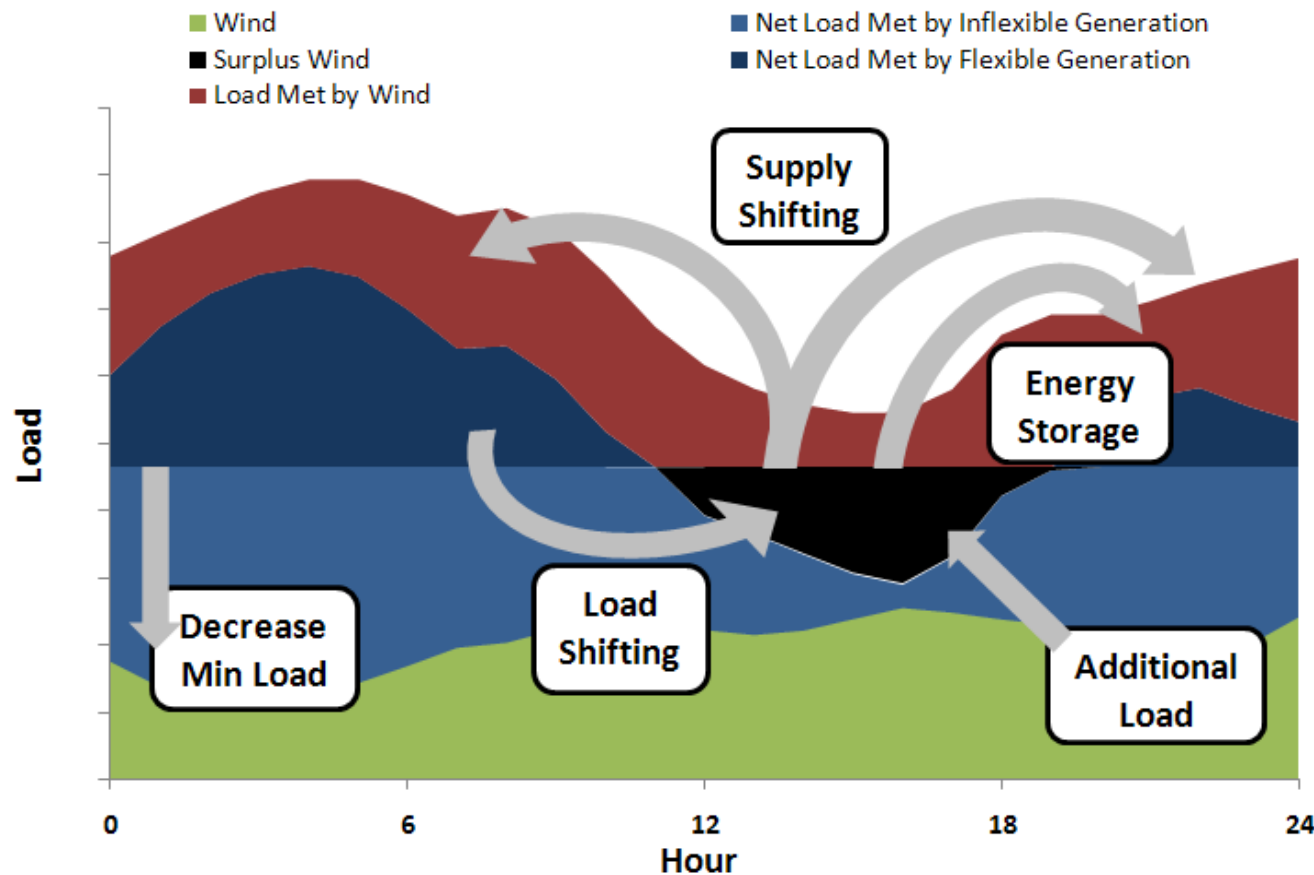 Wind
Surplus Wind
Load Met by Wind
Net Load Met by Inflexible Generation
Net Load Met by Flexible Generation
Supply
Shifting
Energy
Storage
Load
Decrease
Min Load
Load
Shifting
Additional
Load
0
6
12
18
24
Hour